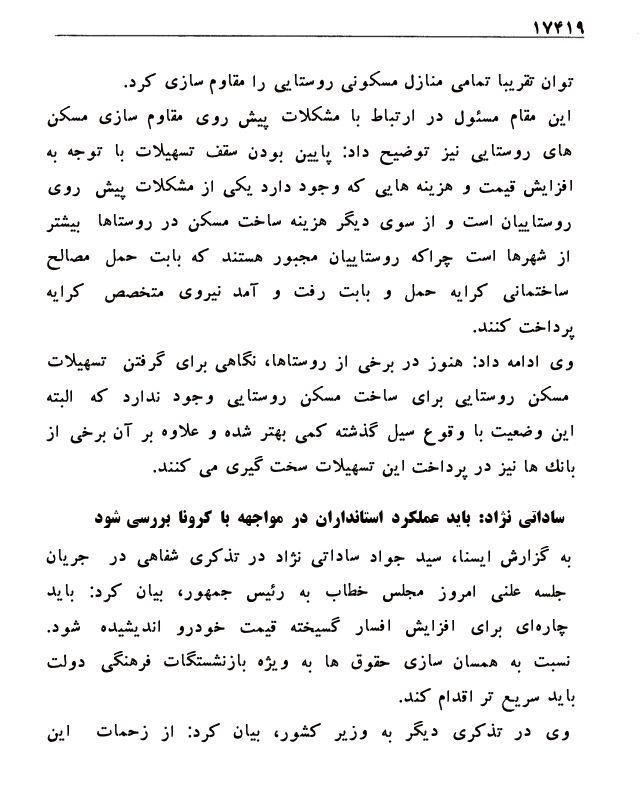 ۱۷۴۱۹
توان تقریبا تمامی منازل مسکونی روستایی را مقاوم سازی کرد.
این مقام مسئول در ارتباط با مشکلات پیش روی مقاوم سازی مسکن
های روستایی نیز توضیح داد: پایین بودن سقف تسهیلات با توجه به
افزایش قیمت و هزینه هایی که وجود دارد یکی از مشکلات پیش روی
روستاییان است و از سوی دیگر هزینه ساخت مسکن در روستاها بیشتر
از شهرها است چراکه روستاییان مجبور هستند که بابت حمل مصالح
ساختمانی کرایه حمل و بابت رفت و آمد نیروی متخصص کرایه
پرداخت کنند.
وی ادامه داد: هنوز در برخی از روستاها، نگاهی برای گرفتن تسهیلات
مسکن روستایی برای ساخت مسکن روستایی وجود ندارد که البته
این وضعیت با وقوع سیل گذشته کمی بهتر شده و علاوه بر آن برخی از
بانک ها نیز در پرداخت این تسهیلات سخت گیری می کنند.
ساداتی نژاد: باید عملکرد استانداران در مواجهه با کرونا بررسی شود
به گزارش ایسنا، سید جواد ساداتی نژاد در تذکری شفاهی در جریان
جلسه علنی امروز مجلس خطاب به رئیس جمهور، بیان کرد: باید
چاره‌ای برای افزایش افسار گسیخته قیمت خودرو اندیشیده شود.
نسبت به همسان سازی حقوق ها به ویژه بازنشستگات فرهنگی دولت
باید سریع تر اقدام کند.
وی در تذکری دیگر به وزیر کشور، بیان کرد: از زحمات این